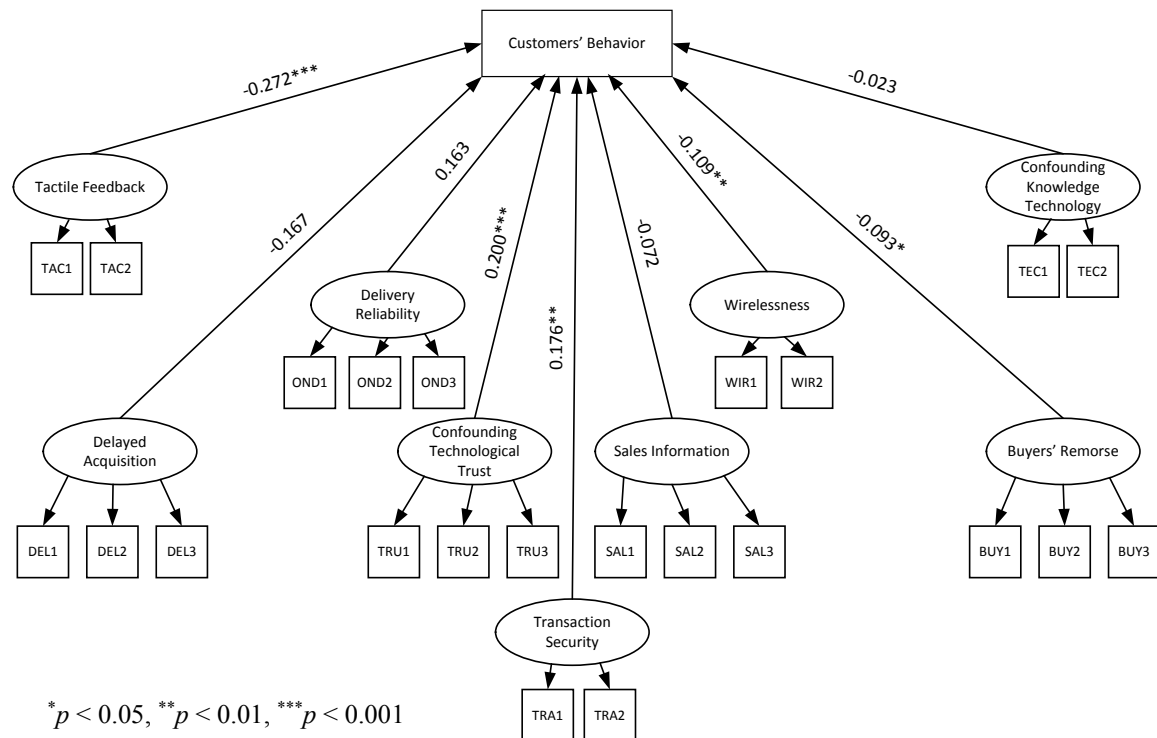 Customers' Behavior
-0.272***
-0.023
0.163
-0.109**
Tactile Feedback
Confounding
Knowledge
Technology
-0.167
0.200***
-0.072
-0.093*
TAC1
TAC2
TEC1
TEC2
Delivery
Reliability
Wirelessness
0.176**
OND1
OND2
OND3
WIR1
WIR2
Delayed
Acquisition
Confounding
Technological
Trust
Sales Information
Buyers' Remorse
DEL1
DEL2
DEL3
TRU1
TRU2
TRU3
SAL1
SAL2
SAL3
BUY1
BUY2
BUY3
Transaction
Security
TRA1
TRA2
*p < 0.05, **p < 0.01, ***p < 0.001